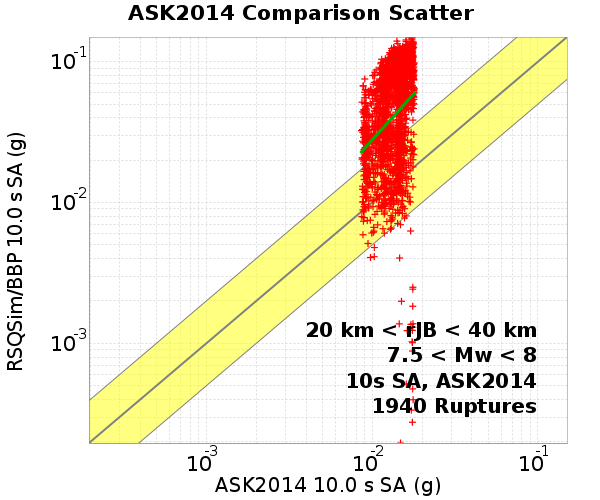 ASK2014 Comparison Scatter
RSQSim/BBP 10.0 s SA (g)
10-1
10-2
10-3
20 km < rJB < 40 km
7.5 < Mw < 8
10s SA, ASK2014
1940 Ruptures
10-3 10-2 10-1
ASK2014 10.0 s SA (g)